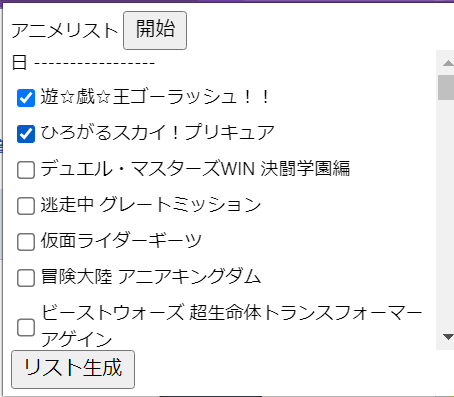 アニメリスト 開始
日 -----------------
遊☆戯☆王ゴーラッシュ！！
ひろがるスカイ！プリキュア
デュエル・マスターズWIN 決闘学園編
逃走中 グレートミッション
仮面ライダーギーツ
冒険大陸 アニアキングダム
ビーストウォーズ 超生命体トランスフォーマー
アゲイン
リスト生成